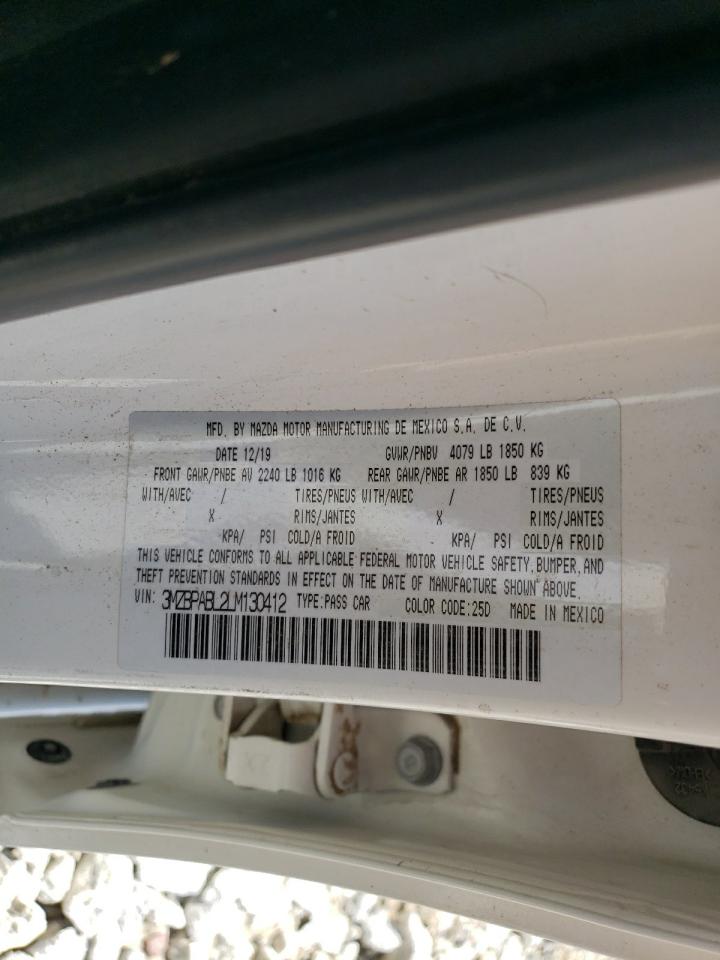 MFD. BY MAZDA MOTOR MANUFACTURING DE MEXICO S.A. DE C.V.
DATE 12/19 GVWR/PNBV 4079 LB 1850 KG
FRONT GAWR/PNBE AV 2240 LB 1016 KG REAR GAWR/PNBE AR 1850 LB 839 KG
WITH/AVEC / TIRES/PNEUS WITH/AVEC / TIRES/PNEUS
X RIMS/JANTES X RIMS/JANTES
KPA/ PSI COLD/A FROID - KPA/ PSI COLD/A FROID
THIS VEHICLE CONFORMS TO ALL APPLICABLE FEDERAL MOTOR VEHICLE SAFETY, BUMPER, AND
THEFT PREVENTION STANDARDS IN EFFECT ON THE DATE OF MANUFACTURE SHOWN ABOVE.
VIN: 3MZBPABL2LM130412 TYPE:PASS CAR COLOR CODE:25D MADE IN MEXICO